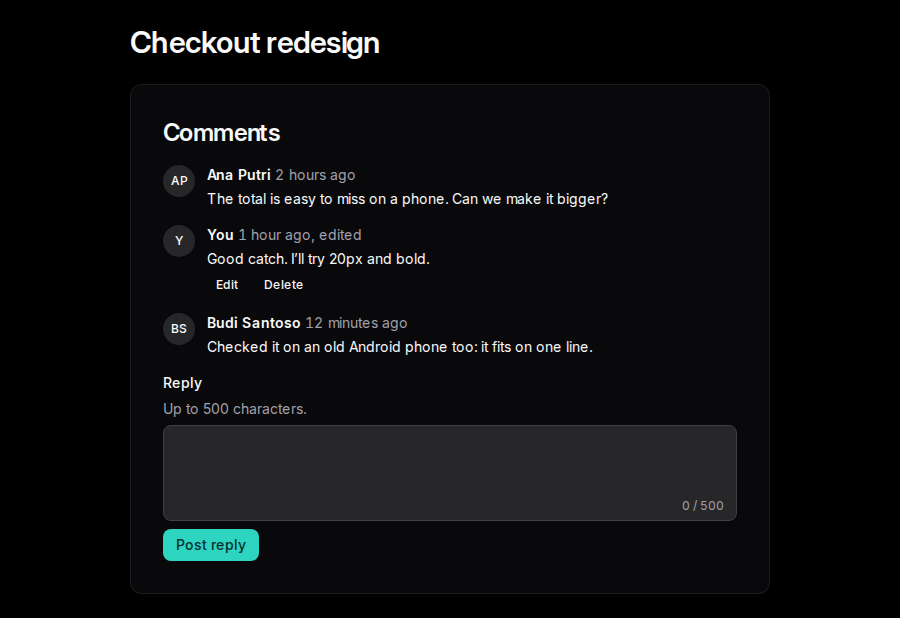 Checkout redesign
Comments
AP
Ana Putri 2 hours ago
The total is easy to miss on a phone. Can we make it bigger?
Y
You 1 hour ago, edited
Good catch. I’ll try 20px and bold.
Edit Delete
BS
Budi Santoso 12 minutes ago
Checked it on an old Android phone too: it fits on one line.
Reply
Up to 500 characters.
0 / 500
Post reply